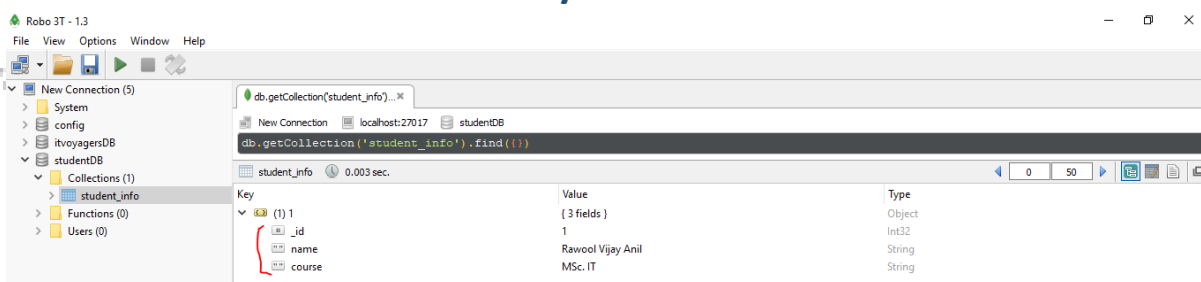 Robo 3T - 1.3
File View Options Window Help
New Connection (5)
System
config
itvoyagersDB
studentDB
Collections (1)
student_info
Functions (0)
Users (0)
db.getCollection('student_info')...
New Connection localhost:27017 studentDB
db.getCollection('student_info').find({})
student_info 0.003 sec. 0 50
Key Value Type
(1) 1 { 3 fields } Object
_id 1 Int32
name Rawool Vijay Anil String
course MSc. IT String